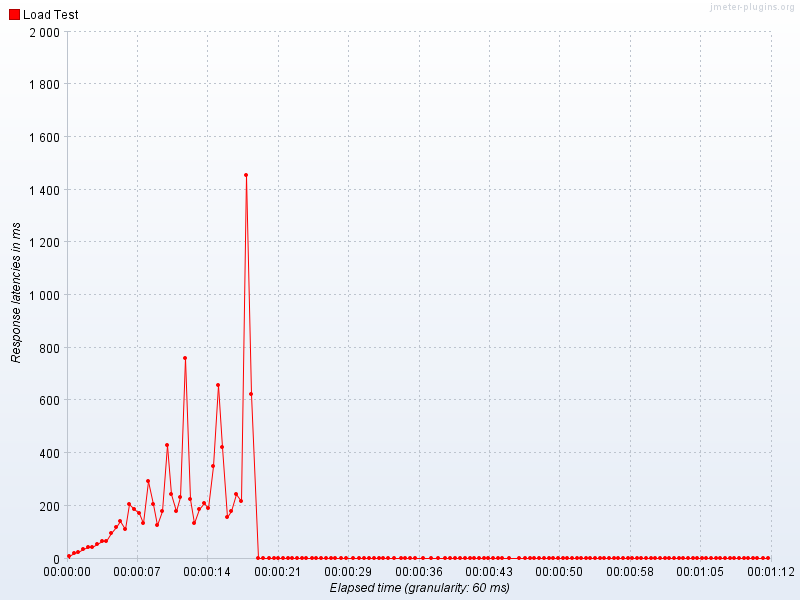 jmeter-plugins.org
Load Test
2 000
1 800
1 600
1 400
1 200
1 000
800
600
400
200
0
Response latencies in ms
00:00:00 00:00:07 00:00:14 00:00:21 00:00:29 00:00:36 00:00:43 00:00:50 00:00:58 00:01:05 00:01:12
Elapsed time (granularity: 60 ms)